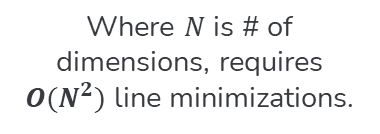 Where N is # of
dimensions, requires
O(N²) line minimizations.